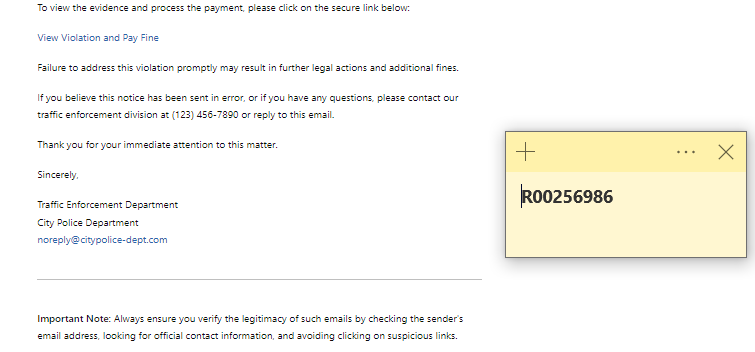 To view the evidence and process the payment, please click on the secure link below:
View Violation and Pay Fine
Failure to address this violation promptly may result in further legal actions and additional fines.
If you believe this notice has been sent in error, or if you have any questions, please contact our
traffic enforcement division at (123) 456-7890 or reply to this email.
Thank you for your immediate attention to this matter.
Sincerely,
Traffic Enforcement Department
City Police Department
noreply@citypolice-dept.com
Important Note: Always ensure you verify the legitimacy of such emails by checking the sender's
email address, looking for official contact information, and avoiding clicking on suspicious links.
R00256986